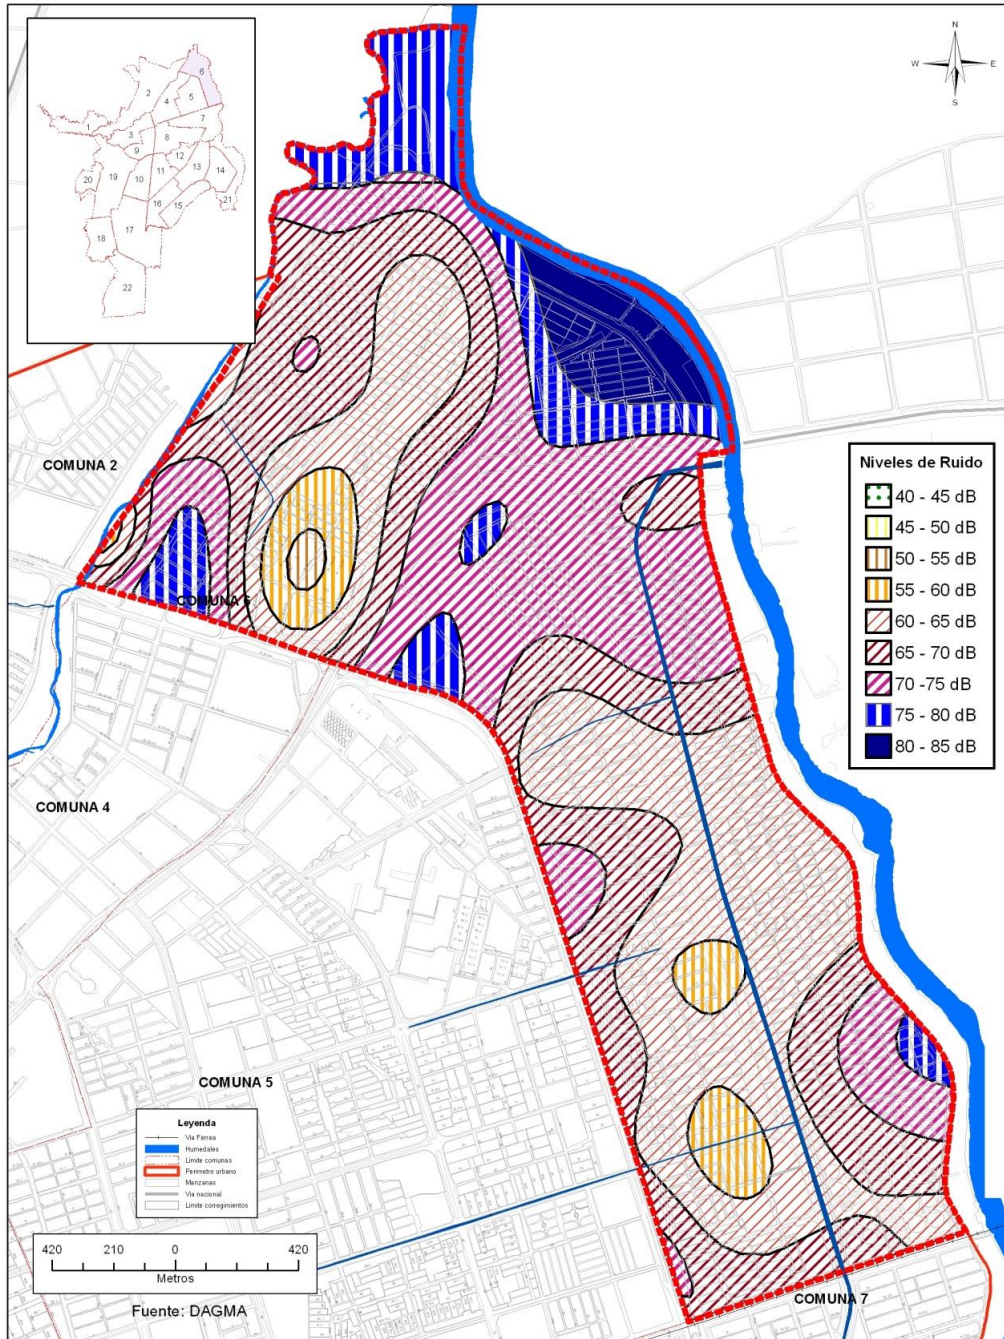 N
W
E
S
6
2
4
5
7
1
3
8
9
12
13
14
20
19
10
11
21
16
15
17
18
22
COMUNA 2
COMUNA 6
COMUNA 4
COMUNA 5
COMUNA 7
Niveles de Ruido
40 - 45 dB
45 - 50 dB
50 - 55 dB
55 - 60 dB
60 - 65 dB
65 - 70 dB
70 -75 dB
75 - 80 dB
80 - 85 dB
Leyenda
Via Ferrea
Humedales
Limite comunas
Perimetro urbano
Manzanas
Via nacional
Limite corregimientos
420 210 0 420
Metros
Fuente: DAGMA